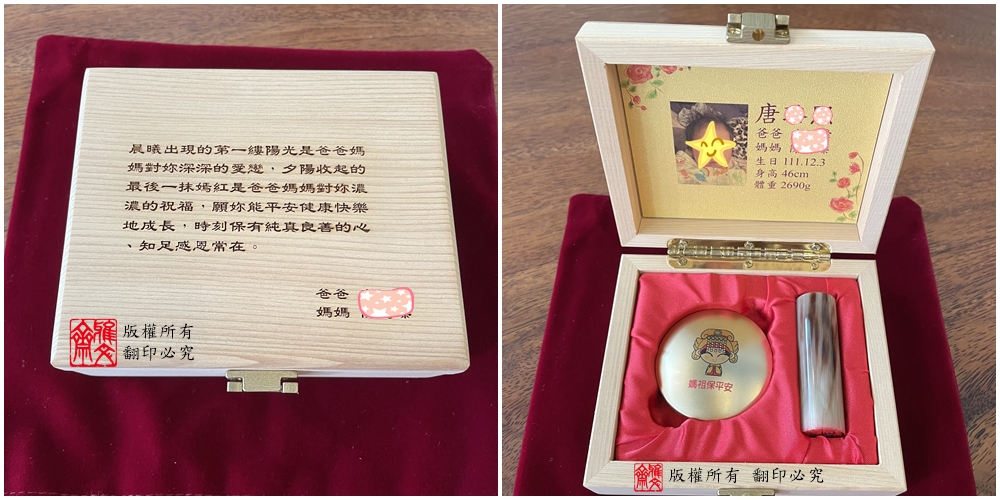 晨曦出現的第一縷陽光是爸爸媽
媽對妳深深的愛戀，夕陽收起的
最後一抹嫣紅是爸爸媽媽對妳濃
濃的祝福，願妳能平安健康快樂
地成長，時刻保有純真良善的心
、知足感恩常在。
爸爸
媽媽
版權所有
翻印必究
唐
爸爸
媽媽
生日 111.12.3
身高 46cm
體重 2690g
媽祖保平安
版權所有 翻印必究